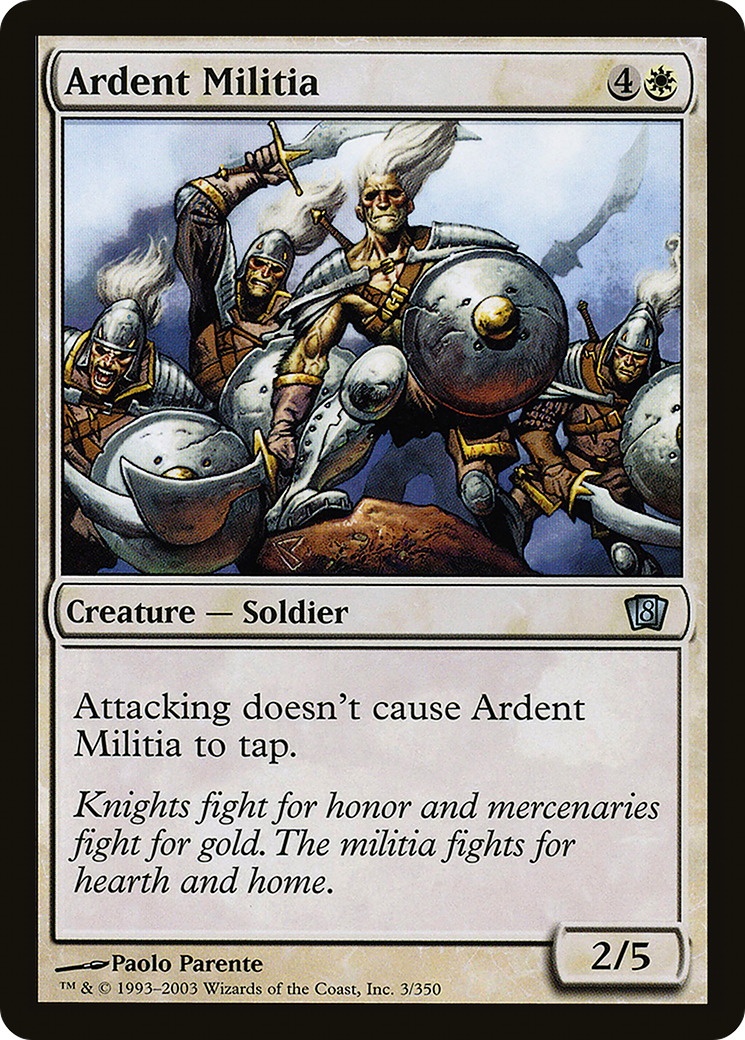 Ardent Militia 4
Creature — Soldier 8
Attacking doesn't cause Ardent
Militia to tap.
Knights fight for honor and mercenaries
fight for gold. The militia fights for
hearth and home.
2/5
Paolo Parente
™ & © 1993–2003 Wizards of the Coast, Inc. 3/350